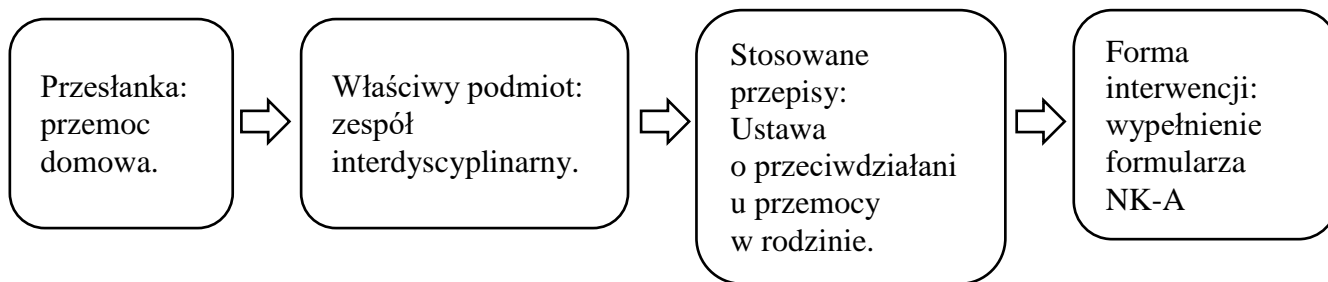 Przesłanka:
przemoc
domowa.
Właściwy podmiot:
zespół
interdyscyplinarny.
Stosowane
przepisy:
Ustawa
o przeciwdziałani
u przemocy
w rodzinie.
Forma
interwencji:
wypełnienie
formularza
NK-A